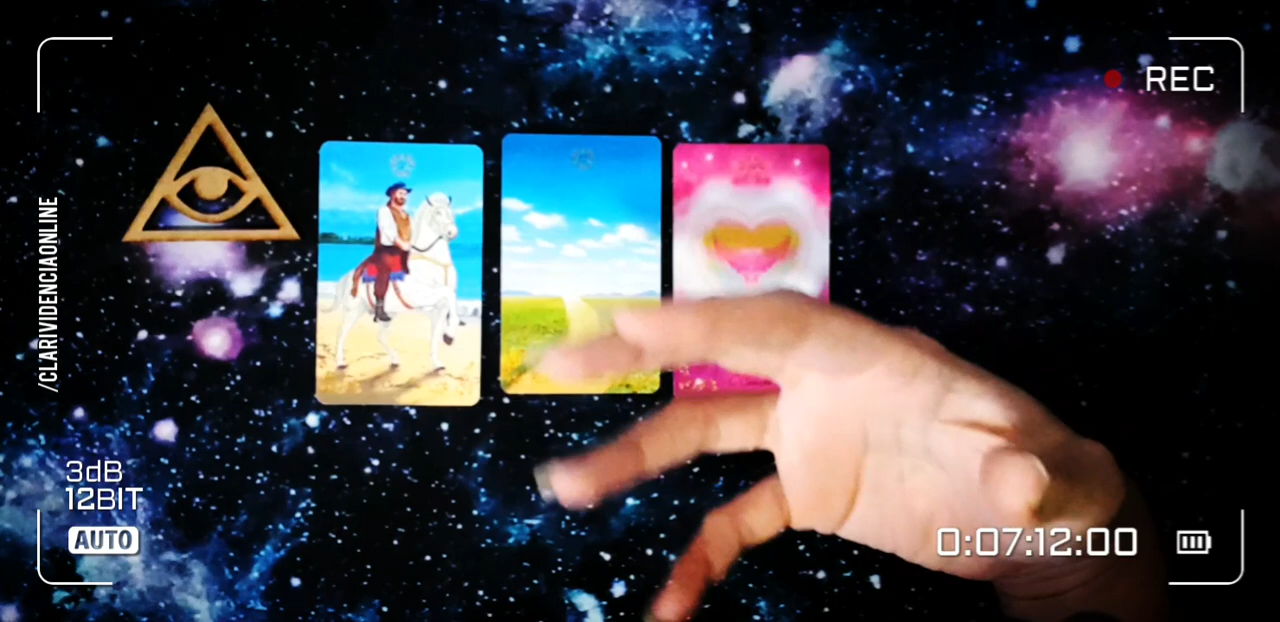 REC
/CLARIVIDENCIAONLINE
3dB
12BIT
AUTO
0:07:12:00